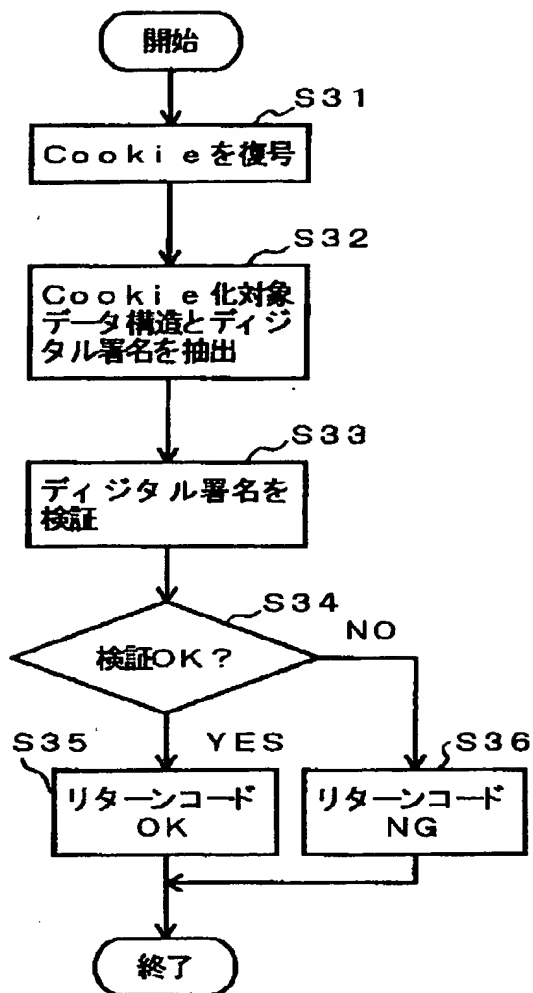 開始
S31
Cookieを復号
S32
Cookie化対象
データ構造とディジ
タル署名を抽出
S33
ディジタル署名を
検証
S34
検証OK?
NO
YES
S35
リターンコード
OK
S36
リターンコード
NG
終了